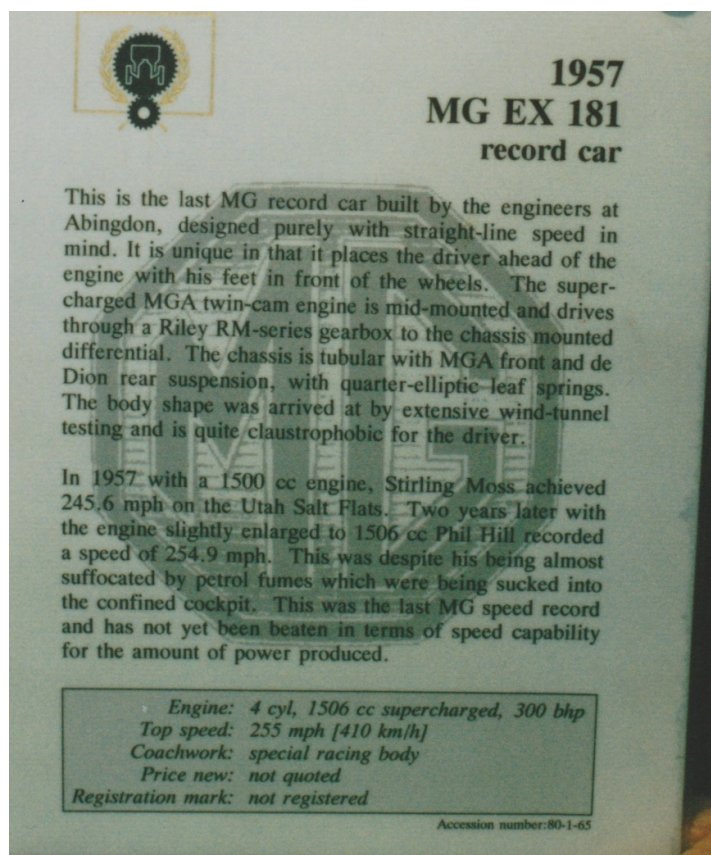 1957
MG EX 181
record car
This is the last MG record car built by the engineers at
Abingdon, designed purely with straight-line speed in
mind. It is unique in that it places the driver ahead of the
engine with his feet in front of the wheels. The super-
charged MGA twin-cam engine is mid-mounted and drives
through a Riley RM-series gearbox to the chassis mounted
differential. The chassis is tubular with MGA front and de
Dion rear suspension, with quarter-elliptic leaf springs.
The body shape was arrived at by extensive wind-tunnel
testing and is quite claustrophobic for the driver.
In 1957 with a 1500 cc engine, Stirling Moss achieved
245.6 mph on the Utah Salt Flats. Two years later with
the engine slightly enlarged to 1506 cc Phil Hill recorded
a speed of 254.9 mph. This was despite his being almost
suffocated by petrol fumes which were being sucked into
the confined cockpit. This was the last MG speed record
and has not yet been beaten in terms of speed capability
for the amount of power produced.
Engine: 4 cyl, 1506 cc supercharged, 300 bhp
Top speed: 255 mph [410 km/h]
Coachwork: special racing body
Price new: not quoted
Registration mark: not registered
Accession number:80-1-65
MG